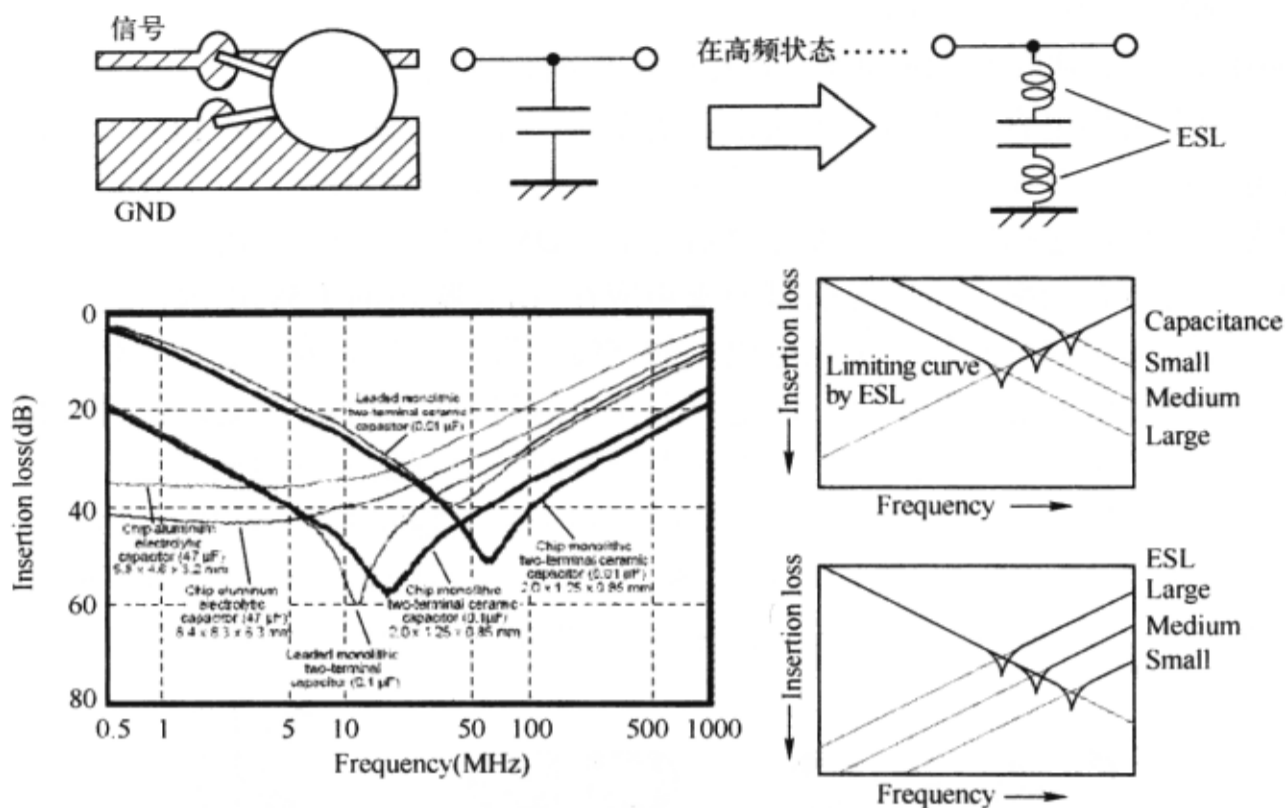 信号
在高频状态……
ESL
GND
0
20
40
60
80
Insertion loss(dB)
Leaded monolithic
two-terminal ceramic
capacitor (0.01 μF)
Chip aluminum
electrolytic
capacitor (47 μF)
Chip aluminum
electrolytic
capacitor (47 μF)
Leaded monolithic
two-terminal
capacitor (0.1 μF)
Chip monolithic
two-terminal ceramic
capacitor (0.1μF)
2.0 x 1.25 x 0.85 mm
Chip monolithic
two-terminal ceramic
capacitor (0.01 μF)
2.0 x 1.25 x 0.85 mm
0.5 1 5 10 50 100 500 1000
Frequency(MHz)
Insertion loss
Limiting curve
by ESL
Capacitance
Small
Medium
Large
Frequency
Insertion loss
ESL
Large
Medium
Small
Frequency